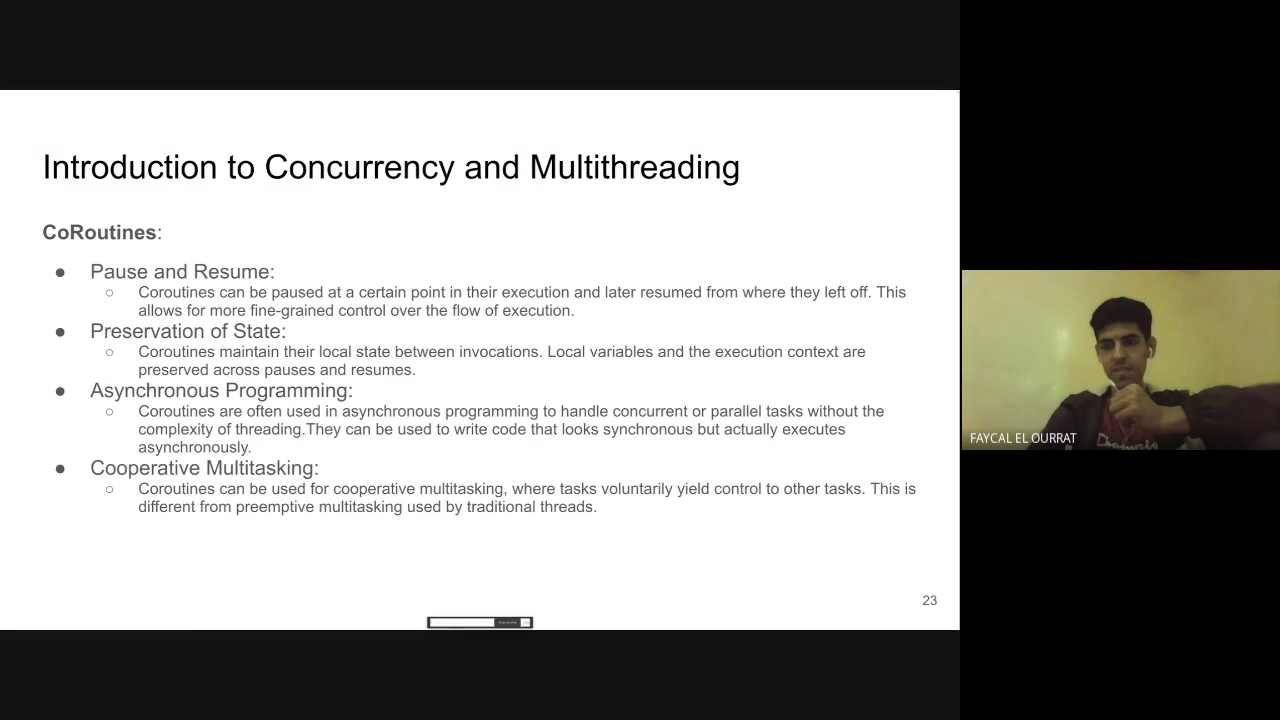 Introduction to Concurrency and Multithreading
CoRoutines:
● Pause and Resume:
○ Coroutines can be paused at a certain point in their execution and later resumed from where they left off. This
allows for more fine-grained control over the flow of execution.
● Preservation of State:
○ Coroutines maintain their local state between invocations. Local variables and the execution context are
preserved across pauses and resumes.
● Asynchronous Programming:
○ Coroutines are often used in asynchronous programming to handle concurrent or parallel tasks without the
complexity of threading.They can be used to write code that looks synchronous but actually executes
asynchronously.
● Cooperative Multitasking:
○ Coroutines can be used for cooperative multitasking, where tasks voluntarily yield control to other tasks. This is
different from preemptive multitasking used by traditional threads.
23
FAYCAL EL OURRAT